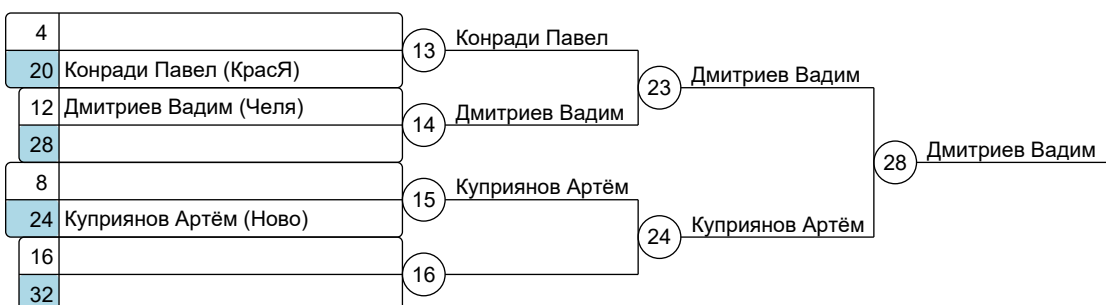 4
13
Конради Павел
20 Конради Павел (КрасЯ)
23
Дмитриев Вадим
12 Дмитриев Вадим (Челя)
14
Дмитриев Вадим
28
28
Дмитриев Вадим
8
15
Куприянов Артём
24 Куприянов Артём (Ново)
24
Куприянов Артём
16
16
32